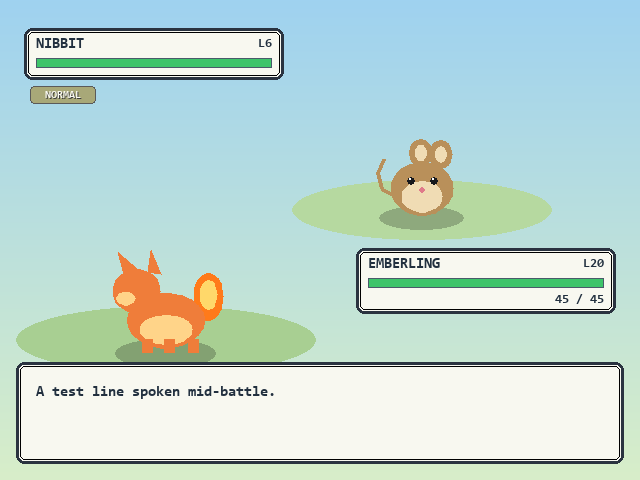 NIBBIT L6
NORMAL
EMBERLING L20
45 / 45
A test line spoken mid-battle.